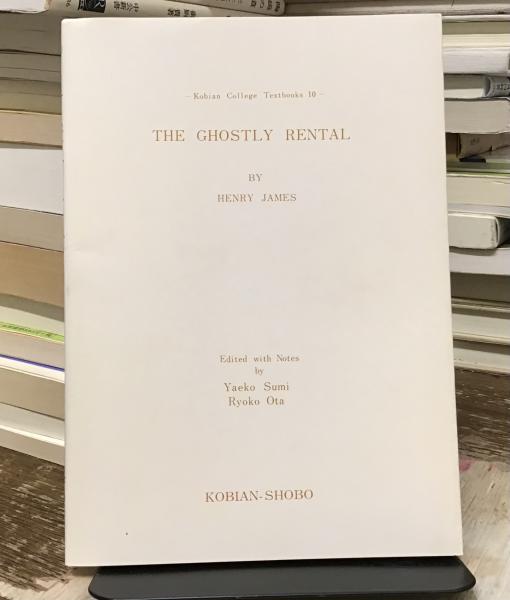 -Kobian College Textbooks 10-
THE GHOSTLY RENTAL
BY
HENRY JAMES
Edited with Notes
by
Yaeko Sumi
Ryoko Ota
KOBIAN-SHOBO